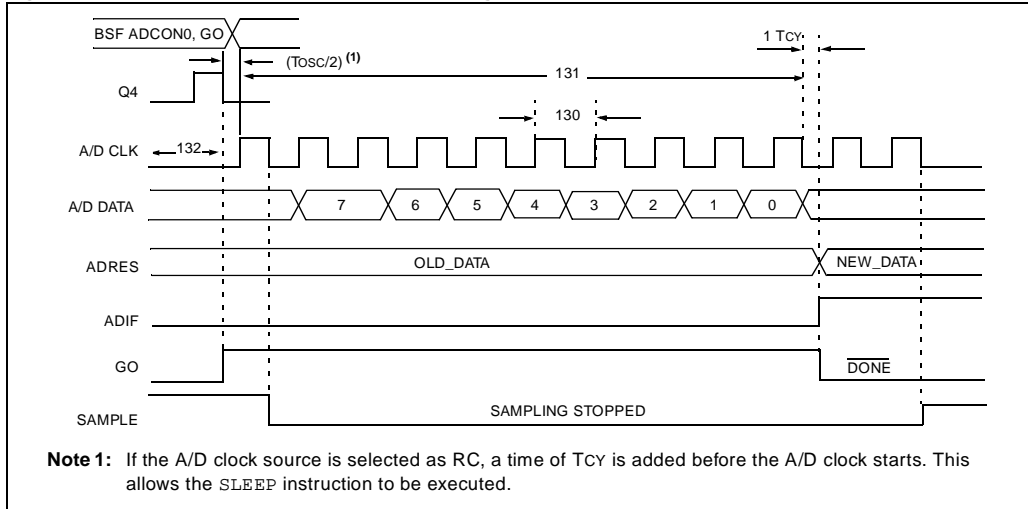 BSF ADCON0, GO
1 TCY
(TOSC/2) (1)
131
Q4
130
A/D CLK
132
A/D DATA
7 6 5 4 3 2 1 0
ADRES
OLD_DATA
NEW_DATA
ADIF
GO
DONE
SAMPLE
SAMPLING STOPPED
Note 1: If the A/D clock source is selected as RC, a time of TCY is added before the A/D clock starts. This
allows the SLEEP instruction to be executed.